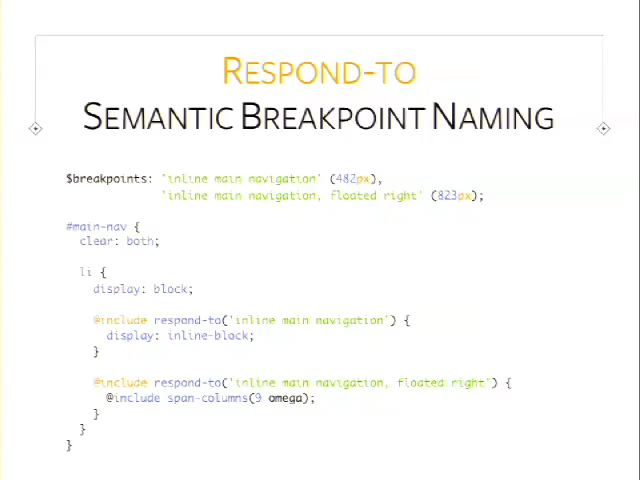 RESPOND-TO
SEMANTIC BREAKPOINT NAMING
$breakpoints: 'inline main navigation' (482px),
'inline main navigation, floated right' (823px);
#main-nav {
clear: both;
li {
display: block;
@include respond-to('inline main navigation') {
display: inline-block;
}
@include respond-to('inline main navigation, floated right") {
@include span-columns(9 omega);
}
}
}